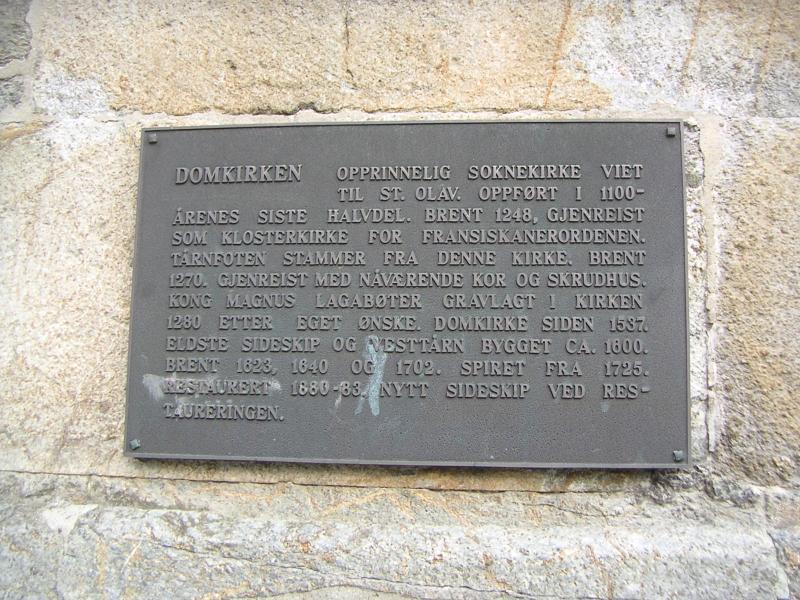 DOMKIRKEN OPPRINNELIG SOKNEKIRKE VIET
TIL ST. OLAV. OPPFØRT I 1100-
ÅRENES SISTE HALVDEL. BRENT 1248, GJENREIST
SOM KLOSTERKIRKE FOR FRANSISKANERORDENEN.
TÅRNFOTEN STAMMER FRA DENNE KIRKE. BRENT
1270. GJENREIST MED NÅVÆRENDE KOR OG SKRUDHUS.
KONG MAGNUS LAGABØTER GRAVLAGT I KIRKEN
1280 ETTER EGET ØNSKE. DOMKIRKE SIDEN 1537.
ELDSTE SIDESKIP OG VESTTÅRN BYGGET CA. 1600.
BRENT 1623, 1640 OG 1702. SPIRET FRA 1725.
RESTAURERT 1880-83. NYTT SIDESKIP VED RES-
TAURERINGEN.